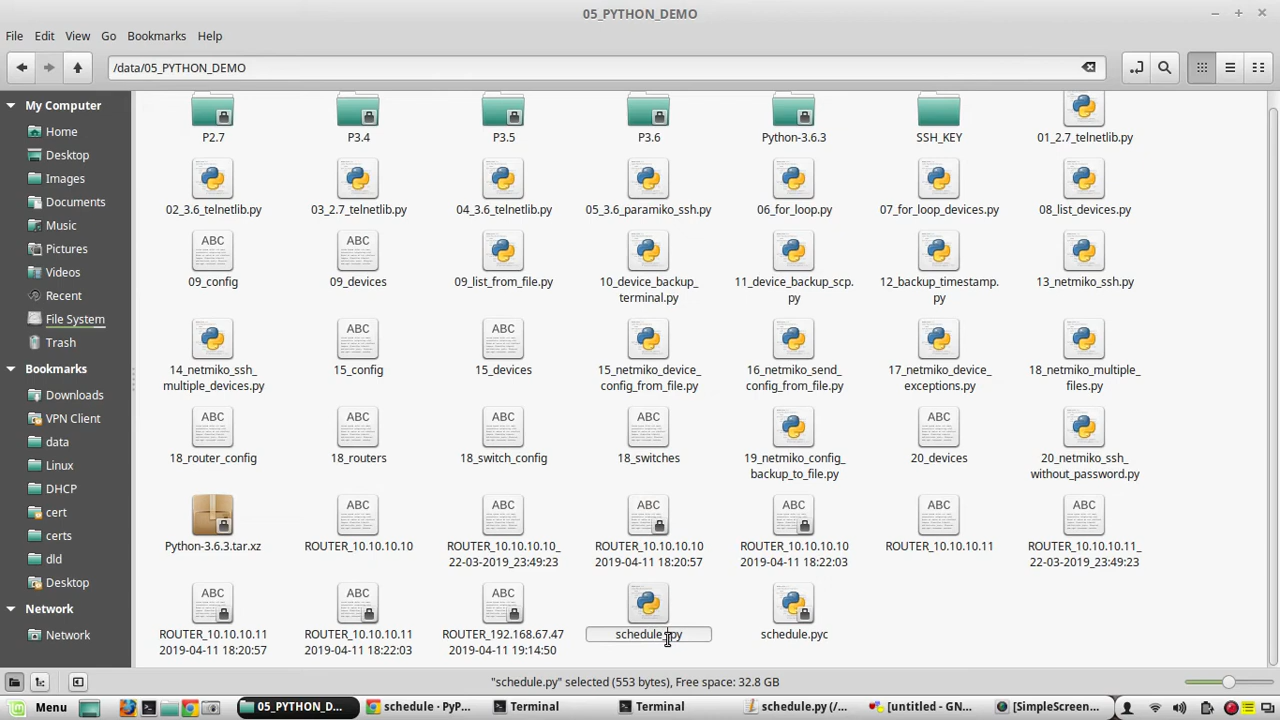 05_PYTHON_DEMO
File Edit View Go Bookmarks Help
/data/05_PYTHON_DEMO
My Computer
Home
Desktop
Images
Documents
Music
Pictures
Videos
Recent
File System
Trash
Bookmarks
Downloads
VPN Client
data
Linux
DHCP
cert
certs
dld
Desktop
Network
Network
P2.7 P3.4 P3.5 P3.6 Python-3.6.3 SSH_KEY 01_2.7_telnetlib.py
02_3.6_telnetlib.py 03_2.7_telnetlib.py 04_3.6_telnetlib.py 05_3.6_paramiko_ssh.py 06_for_loop.py 07_for_loop_devices.py 08_list_devices.py
ABC ABC
09_config 09_devices 09_list_from_file.py 10_device_backup_ 11_device_backup_scp. 12_backup_timestamp. 13_netmiko_ssh.py
terminal.py py py
ABC ABC
14_netmiko_ssh_ 15_config 15_devices 15_netmiko_device_ 16_netmiko_send_ 17_netmiko_device_ 18_netmiko_multiple_
multiple_devices.py config_from_file.py config_from_file.py exceptions.py files.py
ABC ABC ABC ABC ABC
18_router_config 18_routers 18_switch_config 18_switches 19_netmiko_config_ 20_devices 20_netmiko_ssh_
backup_to_file.py without_password.py
ABC ABC ABC ABC ABC ABC
Python-3.6.3.tar.xz ROUTER_10.10.10.10 ROUTER_10.10.10.10_ ROUTER_10.10.10.10 ROUTER_10.10.10.10 ROUTER_10.10.10.11 ROUTER_10.10.10.11_
22-03-2019_23:49:23 2019-04-11 18:20:57 2019-04-11 18:22:03 22-03-2019_23:49:23
ABC ABC ABC
ROUTER_10.10.10.11 ROUTER_10.10.10.11 ROUTER_192.168.67.47 schedule.py schedule.pyc
2019-04-11 18:20:57 2019-04-11 18:22:03 2019-04-11 19:14:50
"schedule.py" selected (553 bytes), Free space: 32.8 GB
Menu 05_PYTHON_D... schedule · PyP... Terminal Terminal schedule.py (/... [untitled - GN... [SimpleScreen...